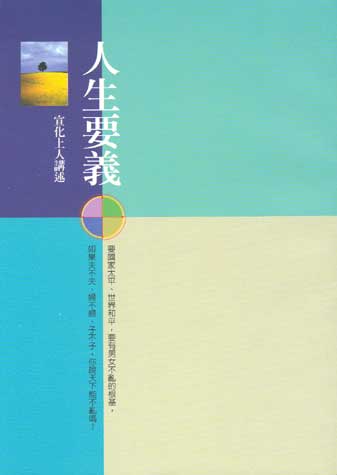 人生要義
宣化上人講述
要國家太平、世界和平，要有男女不亂的根基，
如果夫不夫、婦不婦、子不子，你說天下怎不亂嗎？